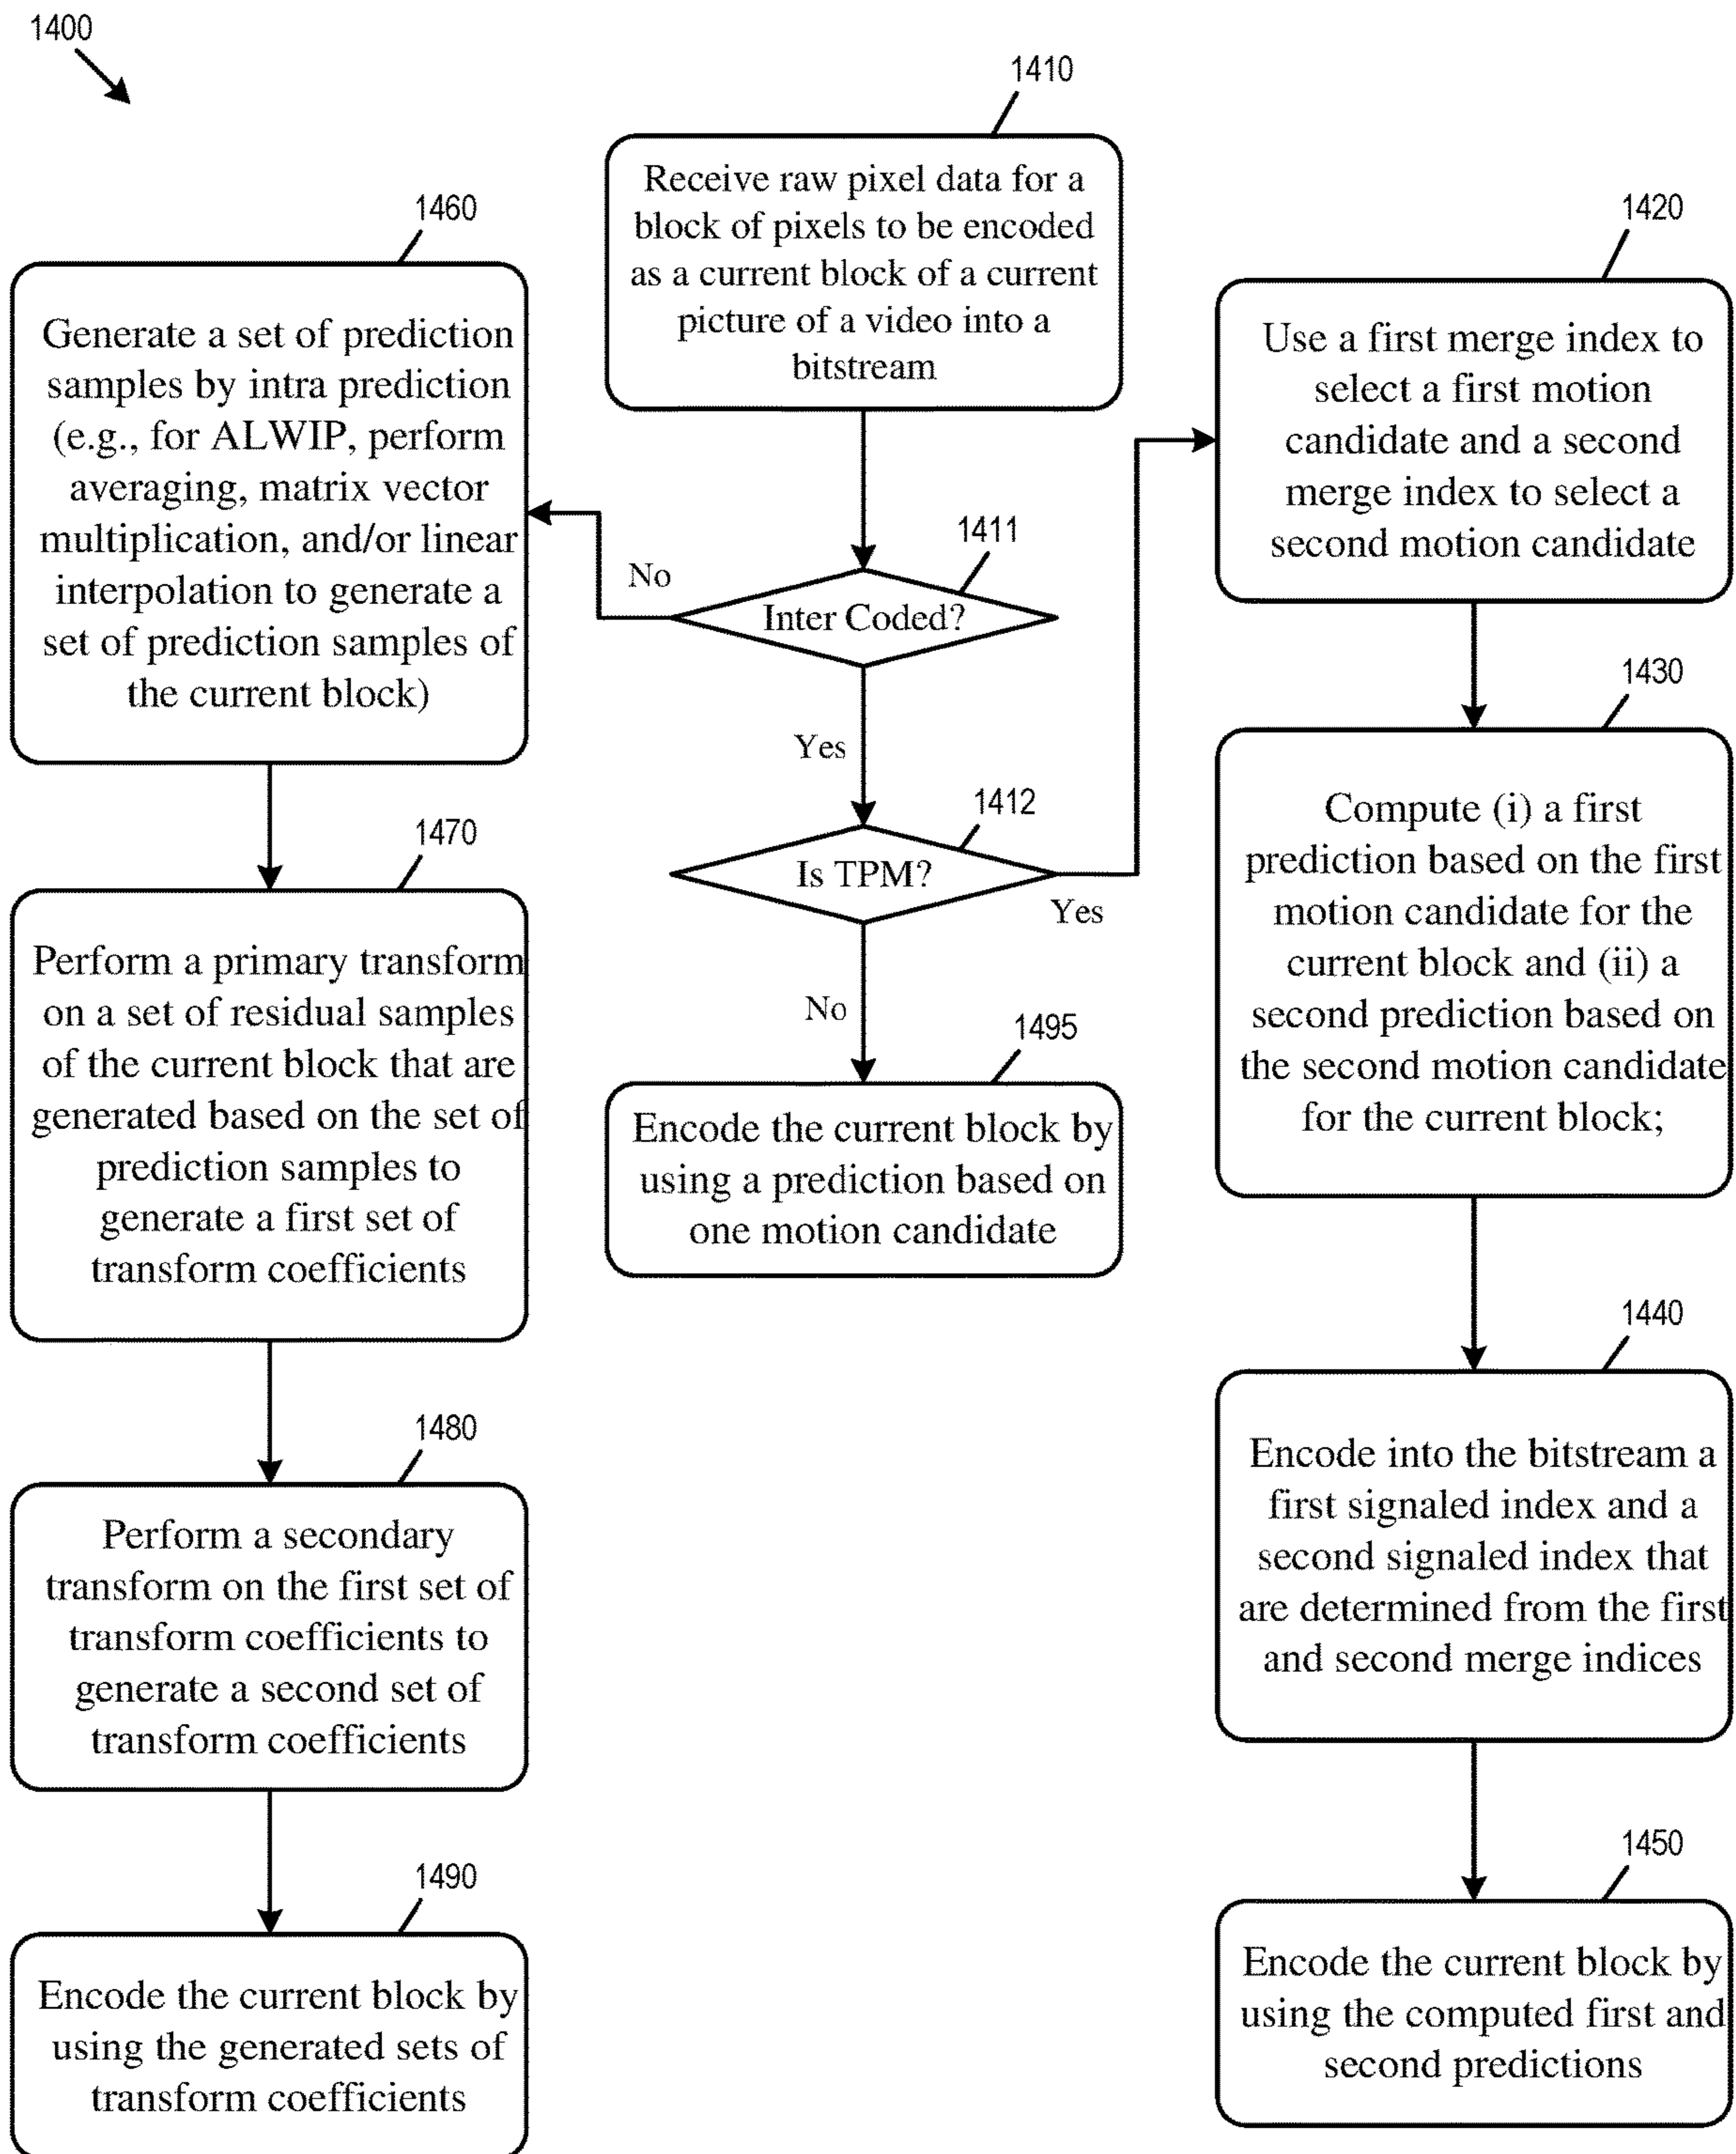 1400
1410
Receive raw pixel data for a
block of pixels to be encoded
as a current block of a current
picture of a video into a
bitstream
1411
Inter Coded?
No
Yes
1412
Is TPM?
Yes
No
1495
Encode the current block by
using a prediction based on
one motion candidate
1460
Generate a set of prediction
samples by intra prediction
(e.g., for ALWIP, perform
averaging, matrix vector
multiplication, and/or linear
interpolation to generate a
set of prediction samples of
the current block)
1470
Perform a primary transform
on a set of residual samples
of the current block that are
generated based on the set of
prediction samples to
generate a first set of
transform coefficients
1480
Perform a secondary
transform on the first set of
transform coefficients to
generate a second set of
transform coefficients
1490
Encode the current block by
using the generated sets of
transform coefficients
1420
Use a first merge index to
select a first motion
candidate and a second
merge index to select a
second motion candidate
1430
Compute (i) a first
prediction based on the first
motion candidate for the
current block and (ii) a
second prediction based on
the second motion candidate
for the current block;
1440
Encode into the bitstream a
first signaled index and a
second signaled index that
are determined from the first
and second merge indices
1450
Encode the current block by
using the computed first and
second predictions